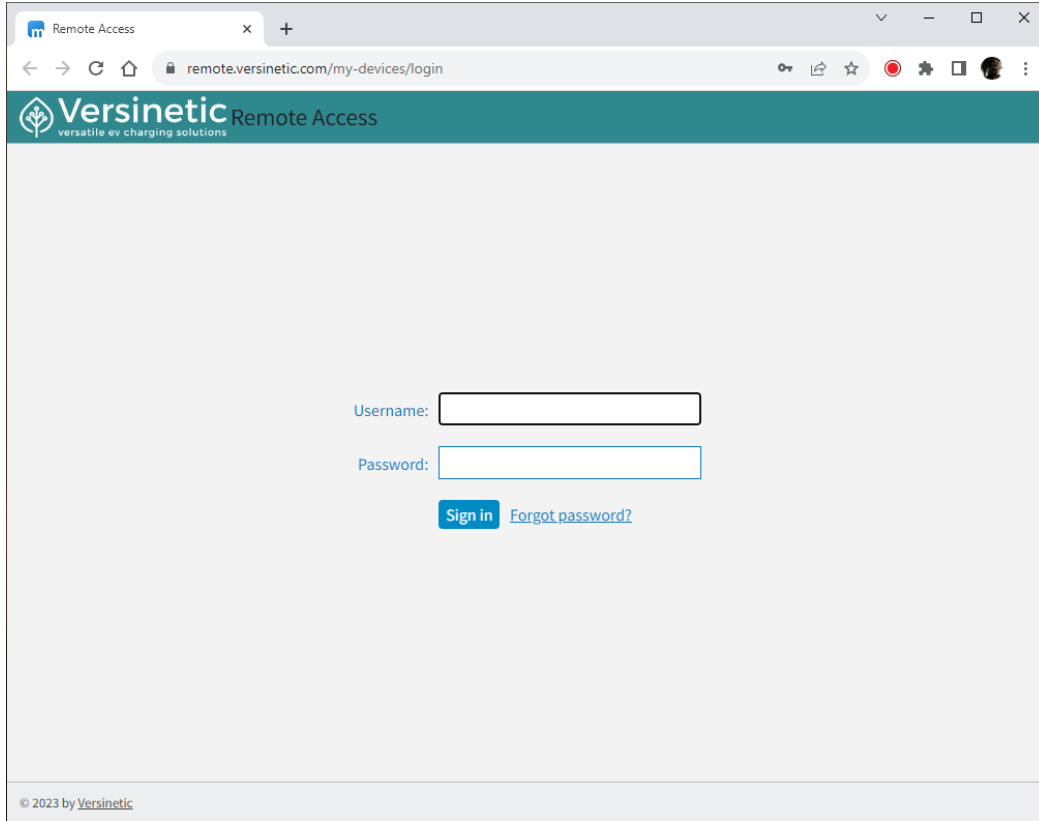 Remote Access
remote.versinetic.com/my-devices/login
Versinetic Remote Access
versatile ev charging solutions
Username:
Password:
Sign in Forgot password?
© 2023 by Versinetic